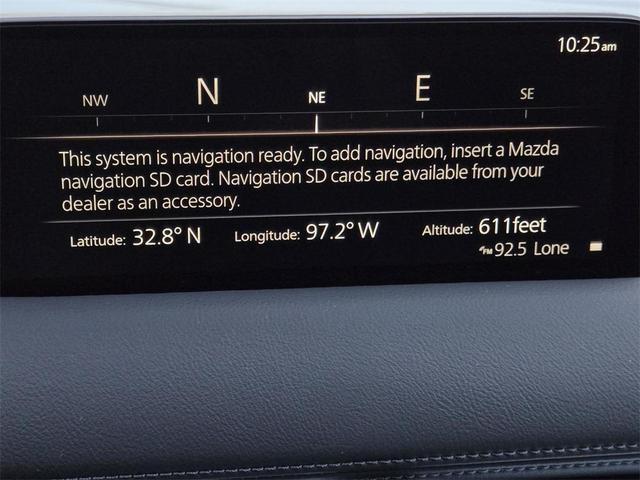 10:25am
NW N NE E SE
This system is navigation ready. To add navigation, insert a Mazda
navigation SD card. Navigation SD cards are available from your
dealer as an accessory.
Latitude: 32.8° N Longitude: 97.2° W Altitude: 611feet
FM 92.5 Lone